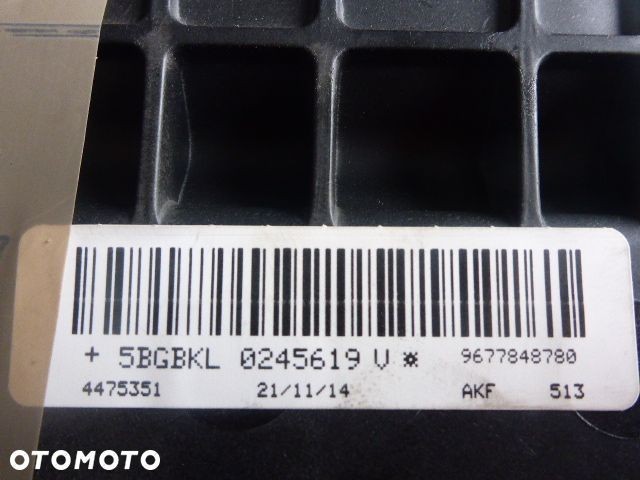 + 5BGBKL 0245619 V * 9677848780
4475351 21/11/14 AKF 513
OTOMOTO